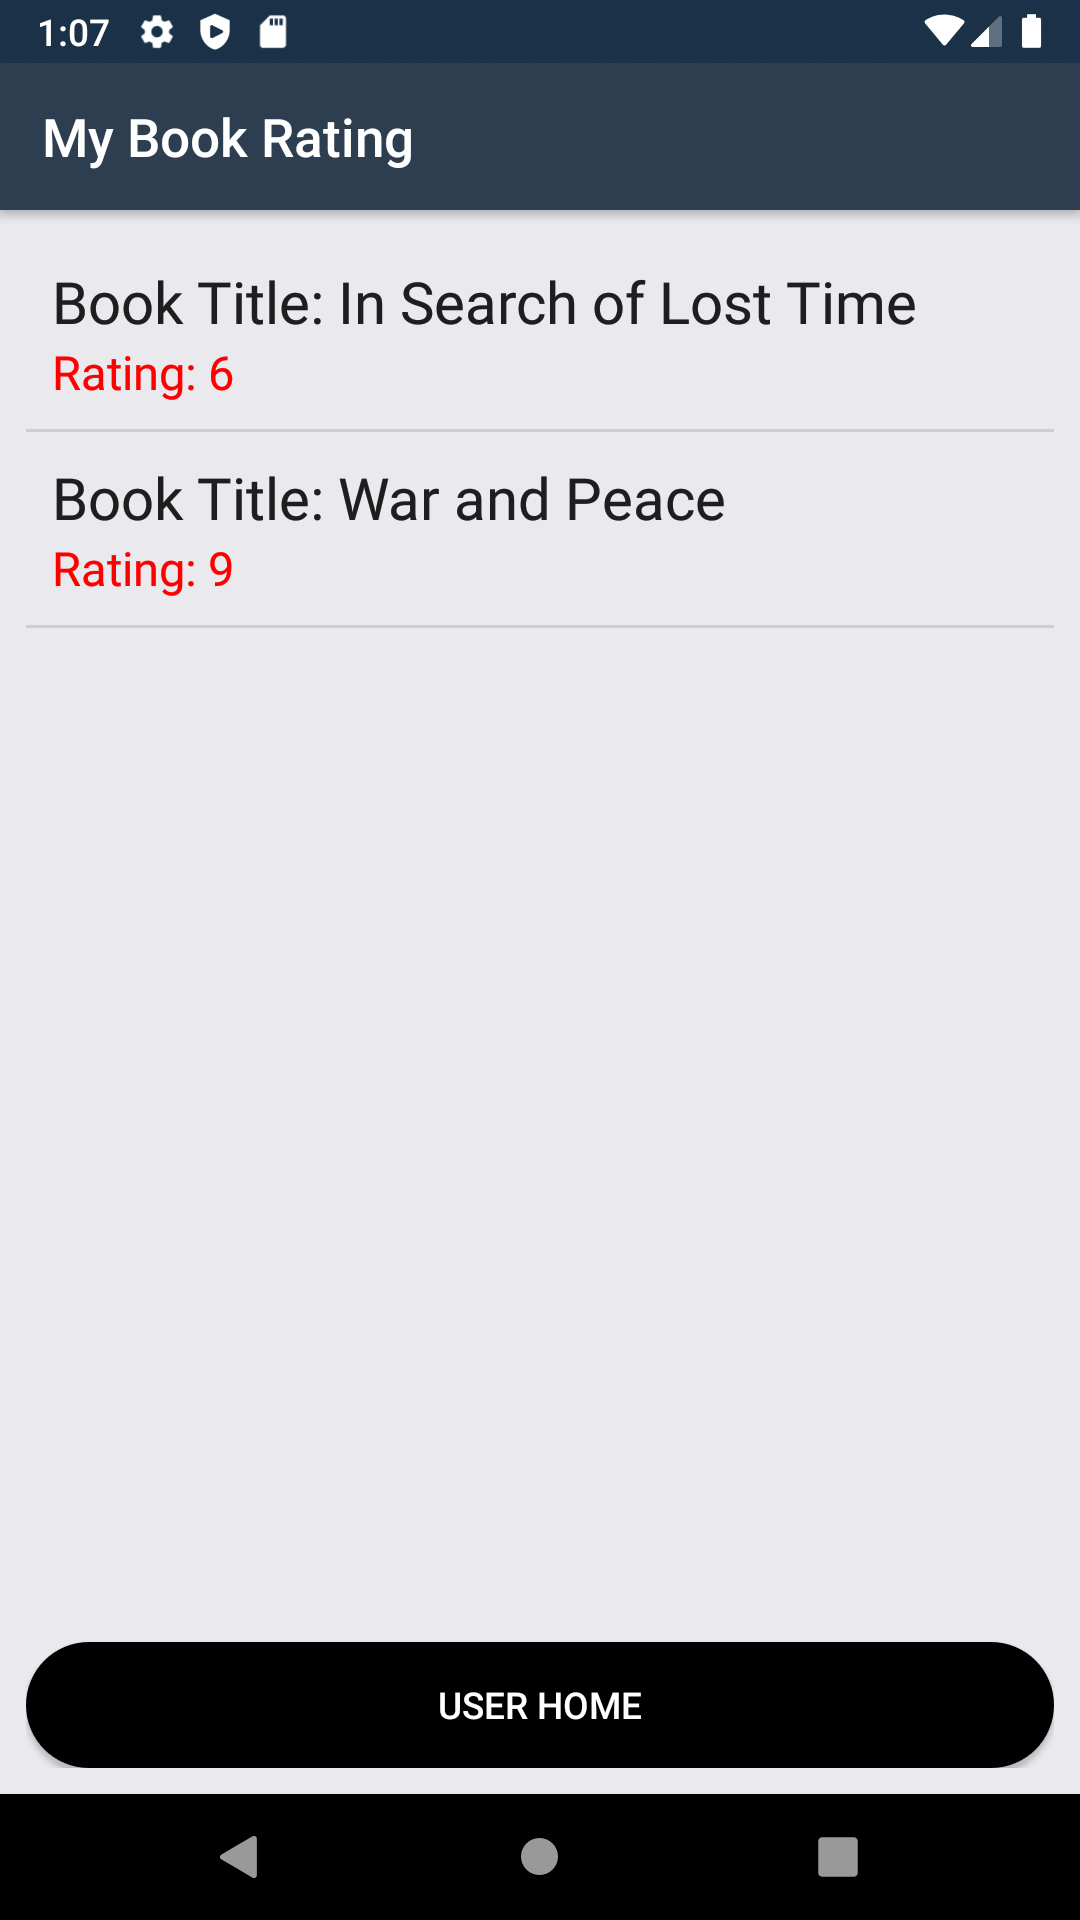 1:07
My Book Rating
Book Title: In Search of Lost Time
Rating: 6
Book Title: War and Peace
Rating: 9
USER HOME